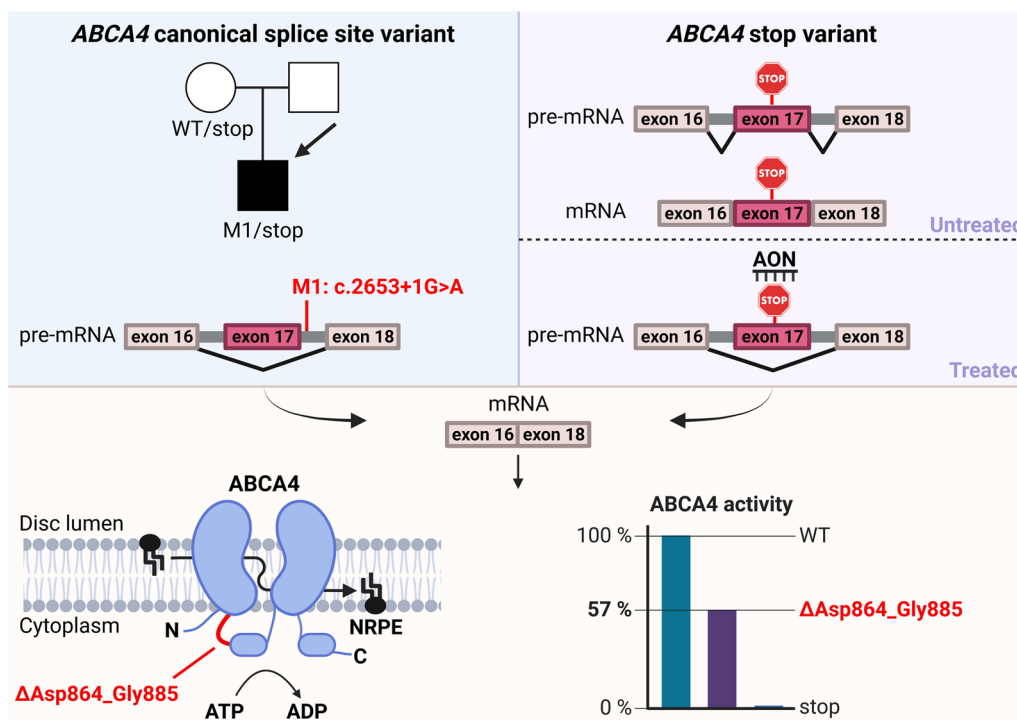 ABCA4 canonical splice site variant
WT/stop
M1/stop
M1: c.2653+1G>A
pre-mRNA
exon 16
exon 17
exon 18
ABCA4 stop variant
STOP
pre-mRNA
exon 16
exon 17
exon 18
STOP
mRNA
exon 16
exon 17
exon 18
Untreated
AON
STOP
pre-mRNA
exon 16
exon 17
exon 18
Treated
mRNA
exon 16
exon 18
ABCA4
Disc lumen
Cytoplasm
N
NRPE
C
ΔAsp864_Gly885
ATP
ADP
ABCA4 activity
100 %
WT
57 %
ΔAsp864_Gly885
0 %
stop